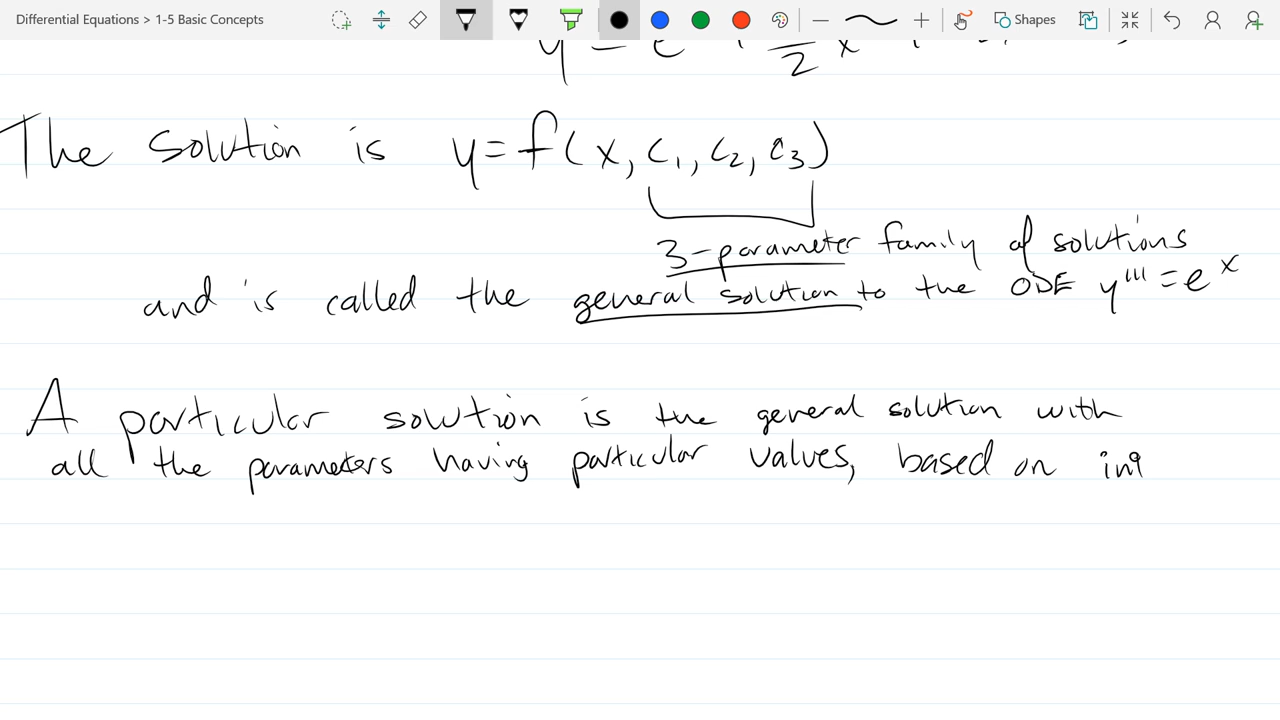 Differential Equations > 1-5 Basic Concepts
Shapes
The solution is y=f(x, c₁, c₂, c₃)
3-parameter family of solutions
and is called the general solution to the ODE y''' = eˣ
A particular solution is the general solution with
all the parameters having particular values, based on ini